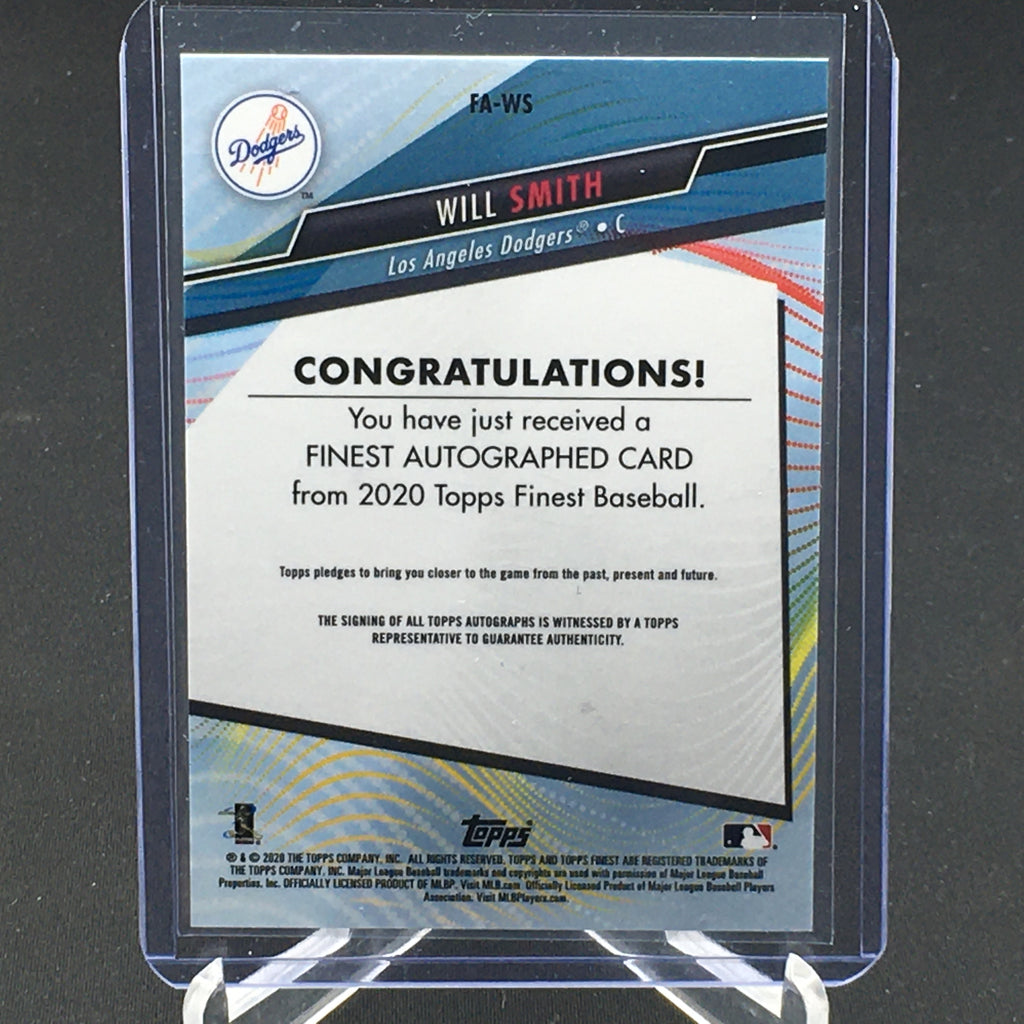 FA-WS
Dodgers
TM
WILL SMITH
Los Angeles Dodgers® • C
CONGRATULATIONS!
You have just received a
FINEST AUTOGRAPHED CARD
from 2020 Topps Finest Baseball.
Topps pledges to bring you closer to the game from the past, present and future.
THE SIGNING OF ALL TOPPS AUTOGRAPHS IS WITNESSED BY A TOPPS
REPRESENTATIVE TO GUARANTEE AUTHENTICITY.
topps
® & © 2020 THE TOPPS COMPANY, INC. ALL RIGHTS RESERVED. TOPPS AND TOPPS FINEST ARE REGISTERED TRADEMARKS OF
THE TOPPS COMPANY, INC. Major League Baseball trademarks and copyrights are used with permission of Major League Baseball
Properties, Inc. OFFICIALLY LICENSED PRODUCT OF MLBP. Visit MLB.com Officially Licensed Product of Major League Baseball Players
Association. Visit MLBPlayers.com.